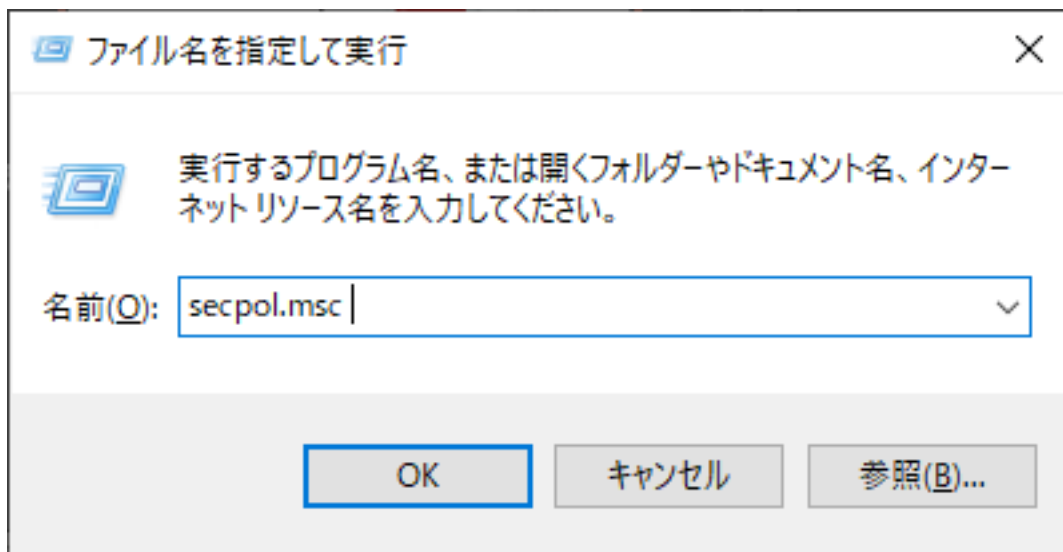 ファイル名を指定して実行
実行するプログラム名、または開くフォルダーやドキュメント名、インター
ネット リソース名を入力してください。
名前(O): secpol.msc
OK キャンセル 参照(B)...